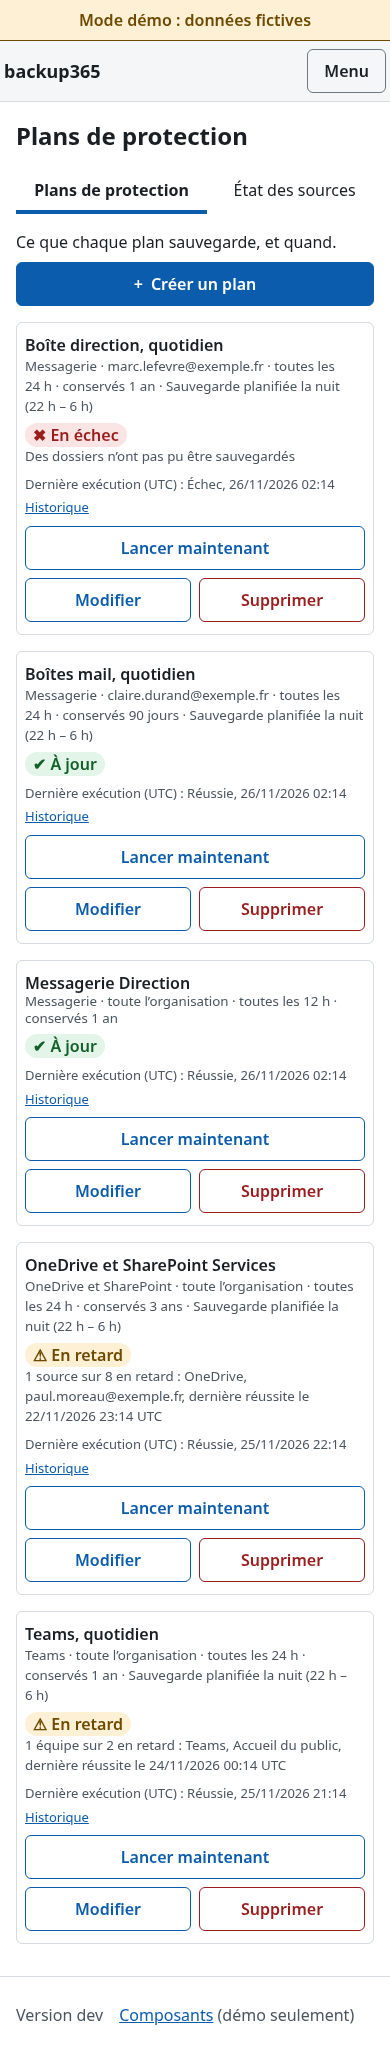 Mode démo : données fictives
backup365
Menu
Plans de protection
Plans de protection
État des sources
Ce que chaque plan sauvegarde, et quand.
+ Créer un plan
Boîte direction, quotidien
Messagerie · marc.lefevre@exemple.fr · toutes les
24 h · conservés 1 an · Sauvegarde planifiée la nuit
(22 h – 6 h)
✖ En échec
Des dossiers n’ont pas pu être sauvegardés
Dernière exécution (UTC) : Échec, 26/11/2026 02:14
Historique
Lancer maintenant
Modifier
Supprimer
Boîtes mail, quotidien
Messagerie · claire.durand@exemple.fr · toutes les
24 h · conservés 90 jours · Sauvegarde planifiée la nuit
(22 h – 6 h)
✔ À jour
Dernière exécution (UTC) : Réussie, 26/11/2026 02:14
Historique
Lancer maintenant
Modifier
Supprimer
Messagerie Direction
Messagerie · toute l’organisation · toutes les 12 h ·
conservés 1 an
✔ À jour
Dernière exécution (UTC) : Réussie, 26/11/2026 02:14
Historique
Lancer maintenant
Modifier
Supprimer
OneDrive et SharePoint Services
OneDrive et SharePoint · toute l’organisation · toutes
les 24 h · conservés 3 ans · Sauvegarde planifiée la
nuit (22 h – 6 h)
⚠ En retard
1 source sur 8 en retard : OneDrive,
paul.moreau@exemple.fr, dernière réussite le
22/11/2026 23:14 UTC
Dernière exécution (UTC) : Réussie, 25/11/2026 22:14
Historique
Lancer maintenant
Modifier
Supprimer
Teams, quotidien
Teams · toute l’organisation · toutes les 24 h ·
conservés 1 an · Sauvegarde planifiée la nuit (22 h –
6 h)
⚠ En retard
1 équipe sur 2 en retard : Teams, Accueil du public,
dernière réussite le 24/11/2026 00:14 UTC
Dernière exécution (UTC) : Réussie, 25/11/2026 21:14
Historique
Lancer maintenant
Modifier
Supprimer
Version dev Composants (démo seulement)